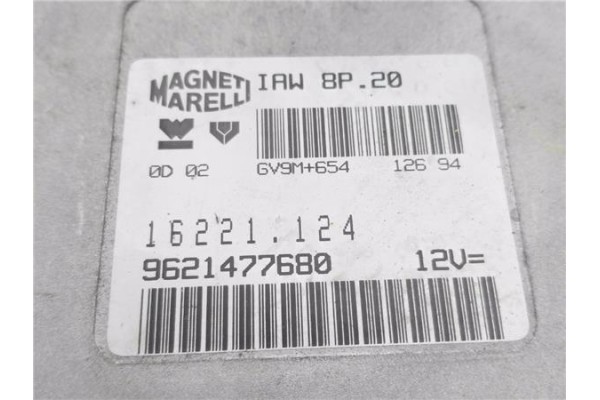 MAGNETI
MARELLI
IAW 8P.20
0D 02
GV9M+654
126 94
16221.124
9621477680
12V=